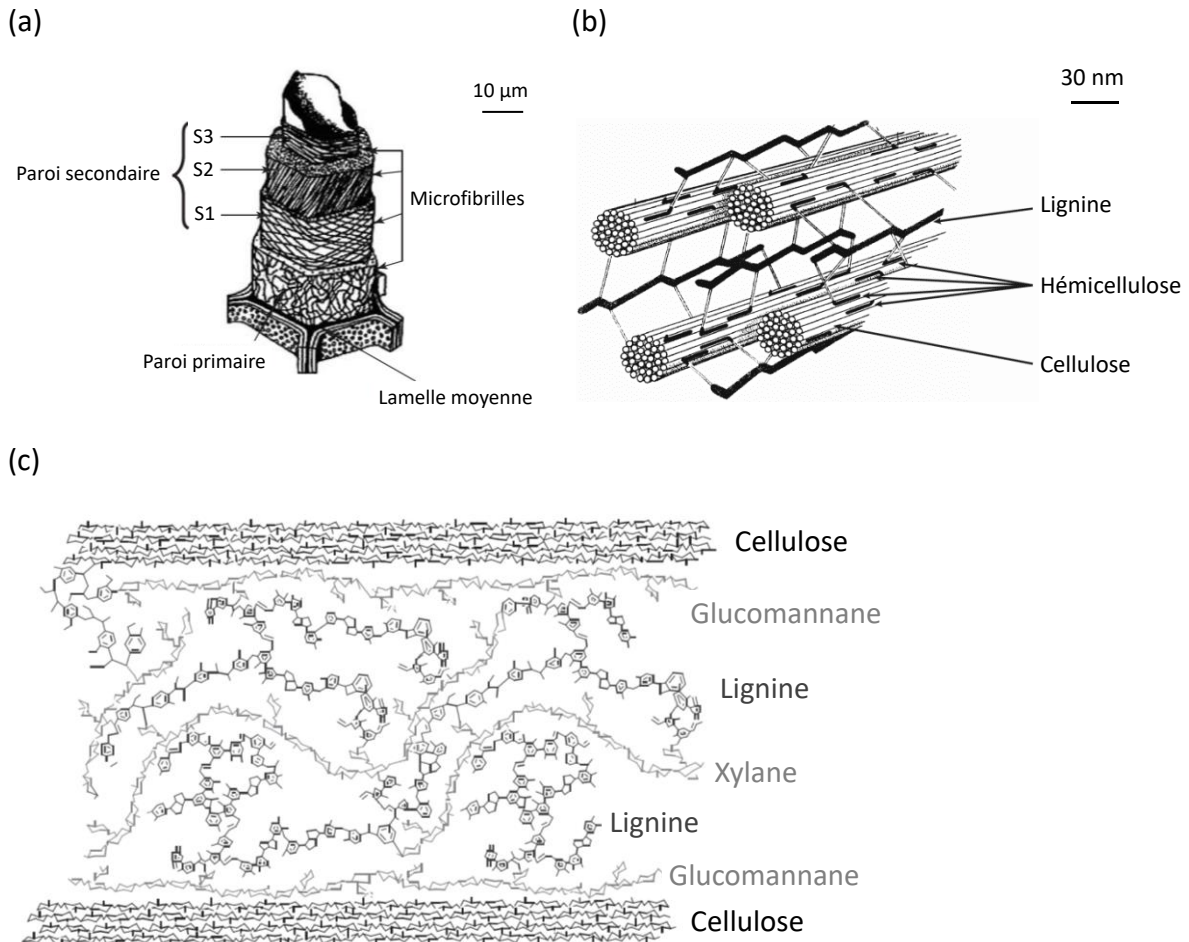 (a)
(b)
10 µm
30 nm
S3
S2
S1
Paroi secondaire
Microfibrilles
Paroi primaire
Lamelle moyenne
Lignine
Hémicellulose
Cellulose
(c)
Cellulose
Glucomannane
Lignine
Xylane
Lignine
Glucomannane
Cellulose